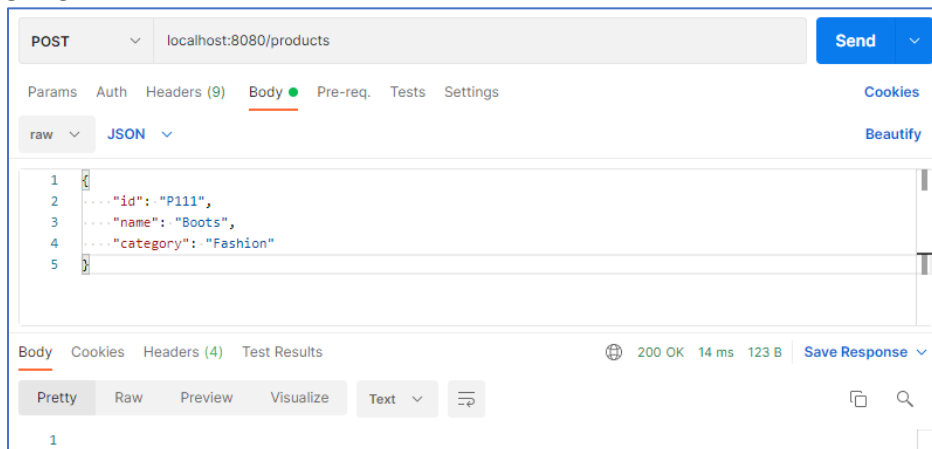 POST localhost:8080/products Send
Params Auth Headers (9) Body Pre-req. Tests Settings Cookies
raw JSON Beautify
1 {
2 "id": "P111",
3 "name": "Boots",
4 "category": "Fashion"
5 }
Body Cookies Headers (4) Test Results 200 OK 14 ms 123 B Save Response
Pretty Raw Preview Visualize Text
1